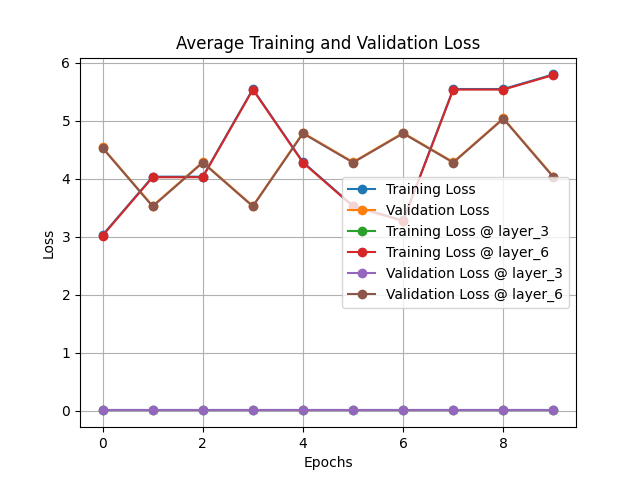 Average Training and Validation Loss
6
5
4
3
2
1
0
Loss
Training Loss
Validation Loss
Training Loss @ layer_3
Training Loss @ layer_6
Validation Loss @ layer_3
Validation Loss @ layer_6
0 2 4 6 8
Epochs